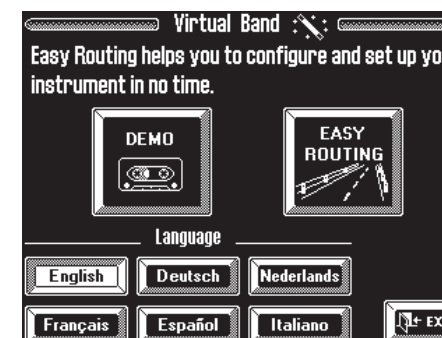 Virtual Band
Easy Routing helps you to configure and set up yo
instrument in no time.
DEMO
EASY
ROUTING
Language
English Deutsch Nederlands
Français Español Italiano
EX